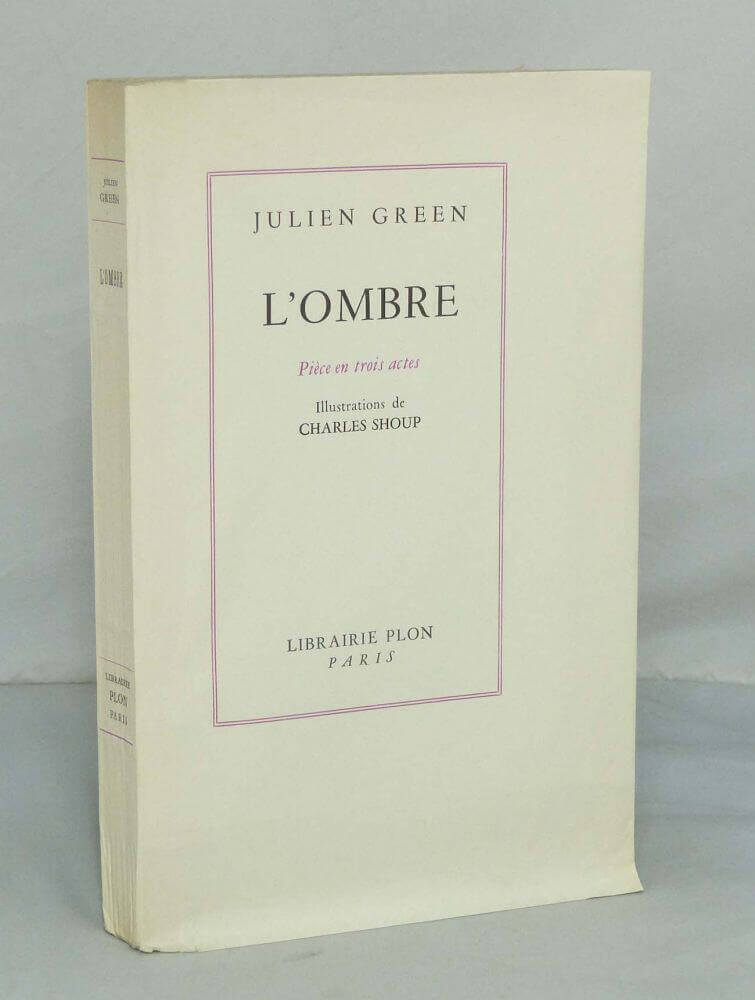 JULIEN
GREEN
L'OMBRE
LIBRAIRIE
PLON
PARIS
JULIEN GREEN
L'OMBRE
Pièce en trois actes
Illustrations de
CHARLES SHOUP
LIBRAIRIE PLON
PARIS